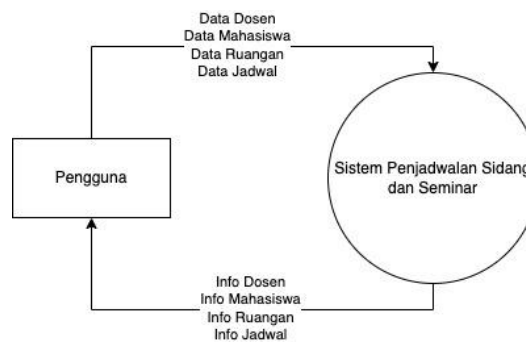 Data Dosen
Data Mahasiswa
Data Ruangan
Data Jadwal
Pengguna
Sistem Penjadwalan Sidang
dan Seminar
Info Dosen
Info Mahasiswa
Info Ruangan
Info Jadwal